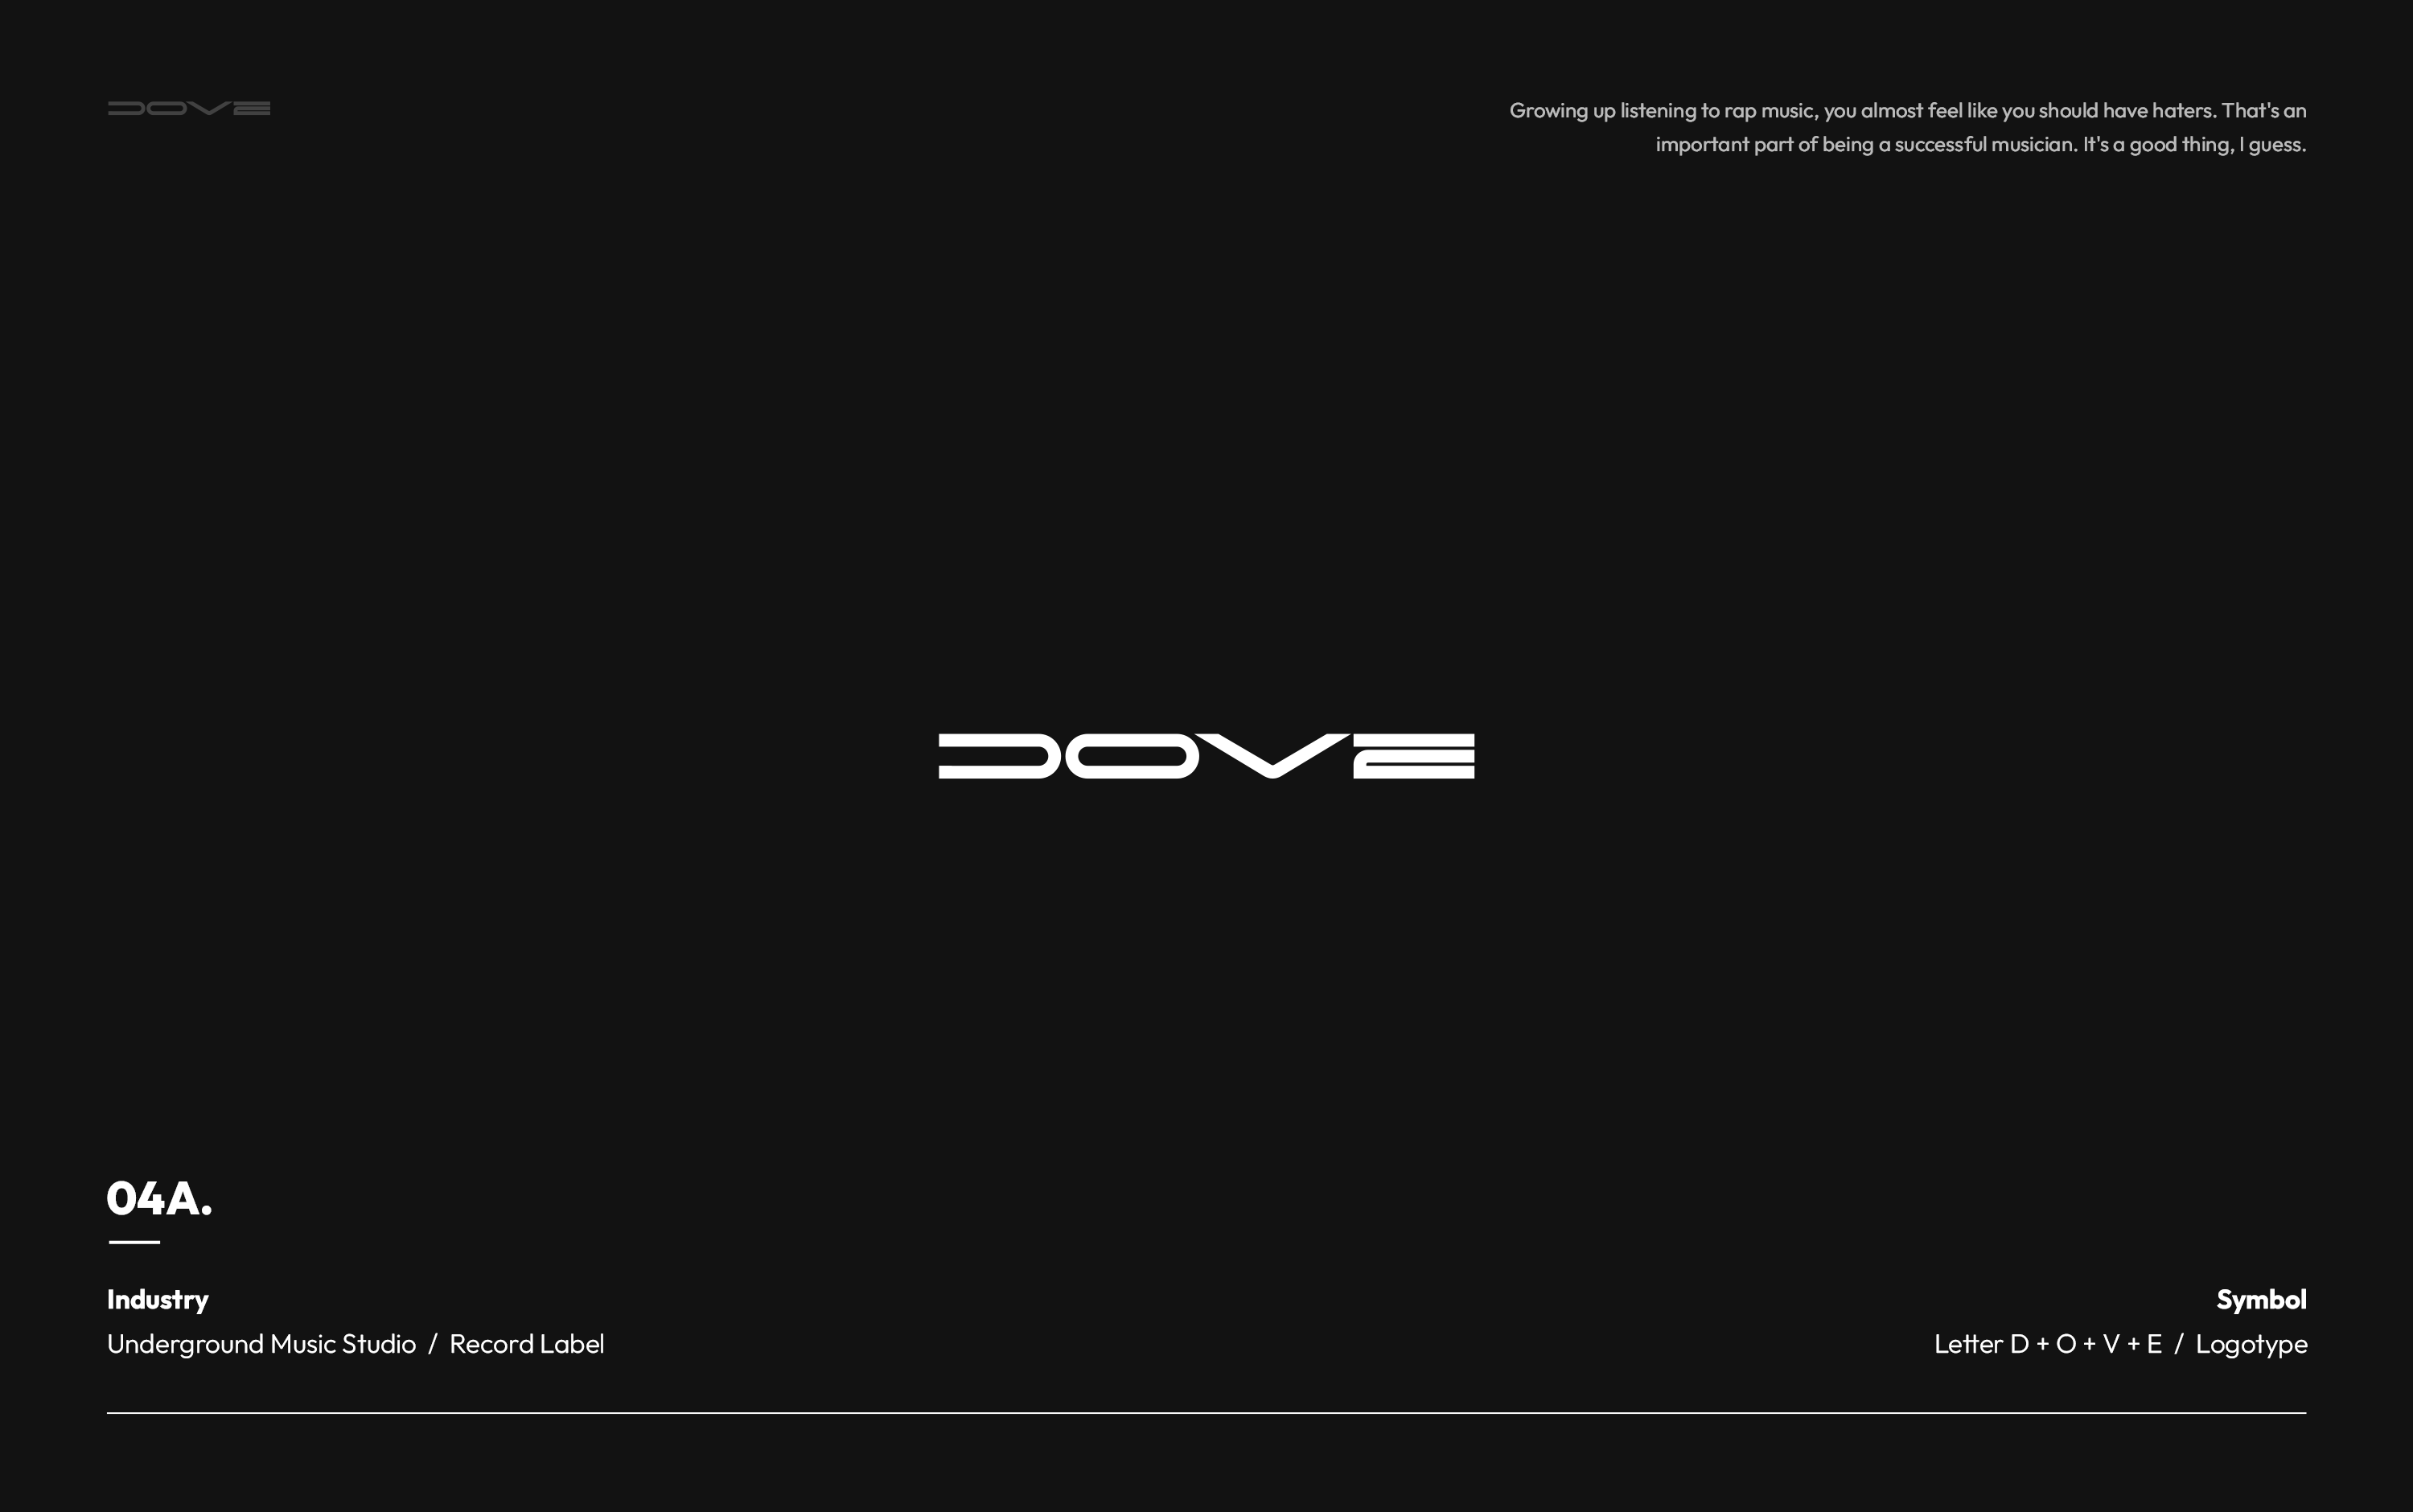 DOVE
Growing up listening to rap music, you almost feel like you should have haters. That's an
important part of being a successful musician. It's a good thing, I guess.
DOVE
04A.
Industry
Underground Music Studio / Record Label
Symbol
Letter D + O + V + E / Logotype